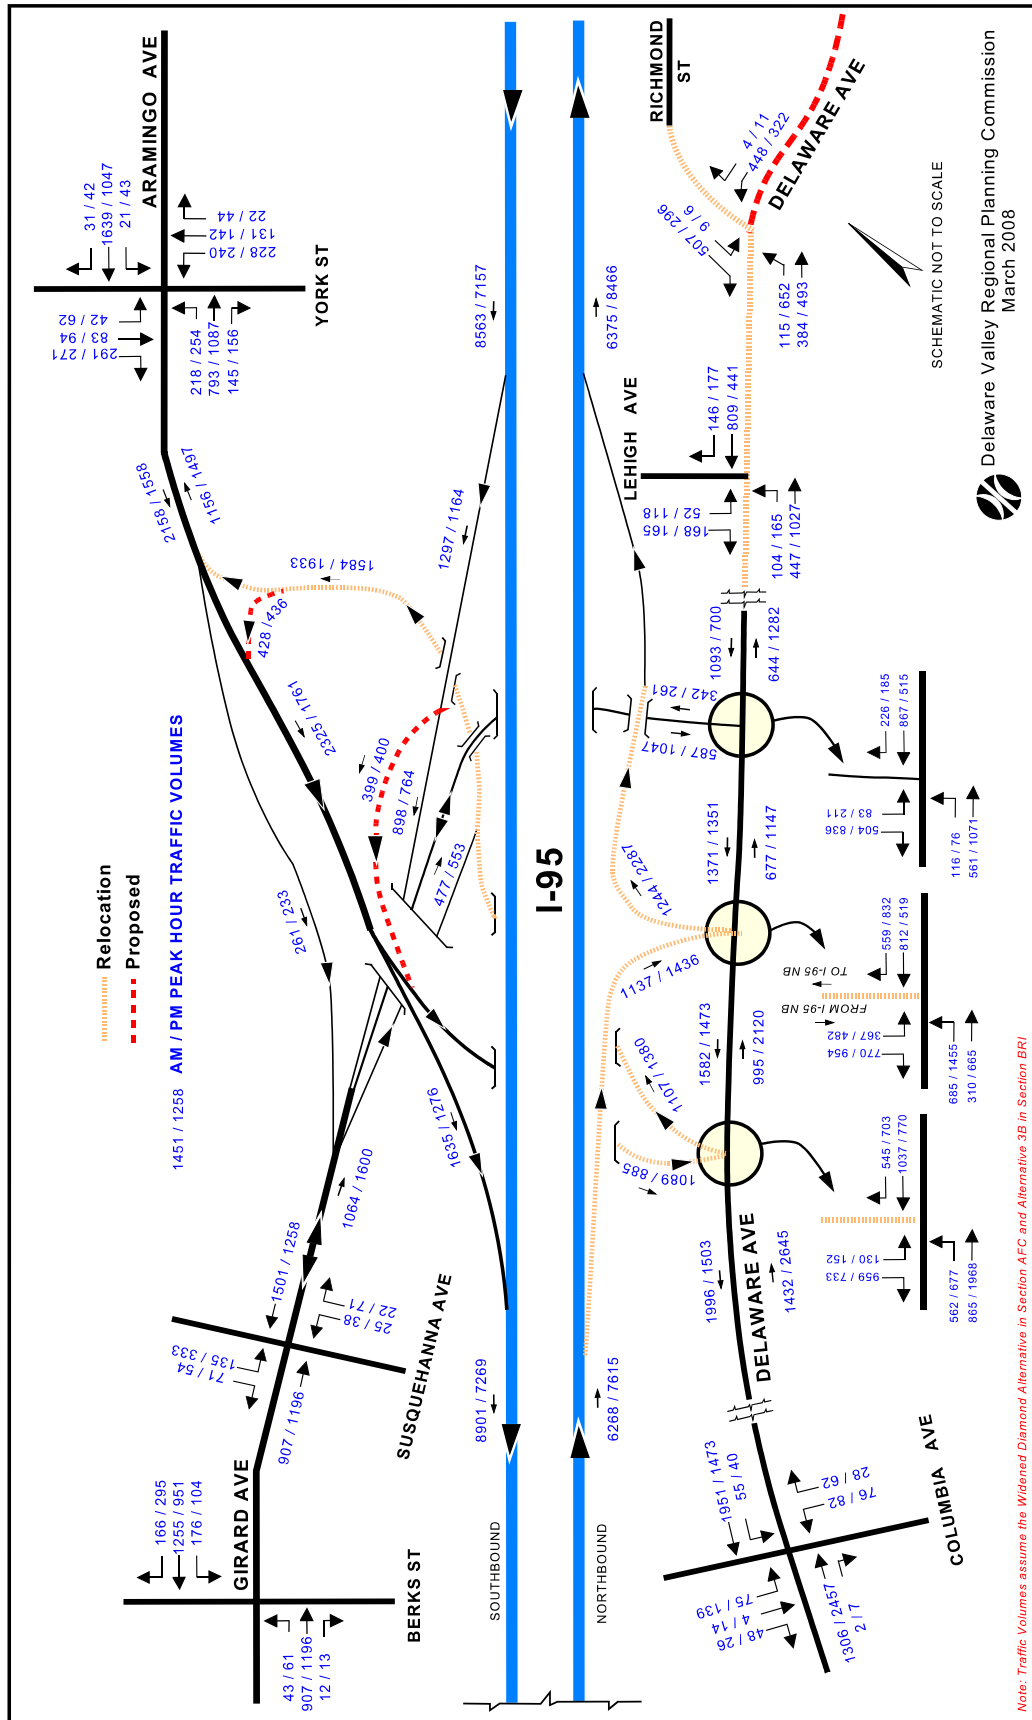 ARAMINGO AVE
31 / 42
1639 / 1047
21 / 43
22 / 44
131 / 142
228 / 240
YORK ST
42 / 62
83 / 94
291 / 271
218 / 254
793 / 1087
145 / 156
2158 / 1558
1156 / 1497
1584 / 1933
428 / 436
2325 / 1761
1297 / 1164
399 / 400
898 / 764
477 / 553
261 / 233
1635 / 1276
1064 / 1600
1501 / 1258
22 / 71
25 / 38
135 / 333
71 / 54
907 / 1196
SUSQUEHANNA AVE
GIRARD AVE
166 / 295
1255 / 951
176 / 104
BERKS ST
43 / 61
907 / 1196
12 / 13
Relocation
Proposed
1451 / 1258 AM / PM PEAK HOUR TRAFFIC VOLUMES
I-95
8563 / 7157
6375 / 8466
8901 / 7269
6268 / 7615
SOUTHBOUND
NORTHBOUND
RICHMOND
ST
DELAWARE AVE
4 / 11
448 / 322
9 / 6
507 / 296
115 / 652
384 / 493
LEHIGH AVE
146 / 177
809 / 441
52 / 118
168 / 165
104 / 165
447 / 1027
1093 / 700
644 / 1282
342 / 261
587 / 1047
1371 / 1351
677 / 1147
1244 / 2287
1137 / 1436
1582 / 1473
995 / 2120
1107 / 1380
1089 / 885
1996 / 1503
1432 / 2645
DELAWARE AVE
226 / 185
867 / 515
83 / 211
504 / 836
116 / 76
561 / 1071
559 / 832
812 / 519
TO I-95 NB
FROM I-95 NB
367 / 482
770 / 954
685 / 1455
310 / 665
545 / 703
1037 / 770
130 / 152
959 / 733
562 / 677
865 / 1968
1951 / 1473
55 / 40
28 / 62
76 / 82
COLUMBIA AVE
75 / 139
4 / 14
48 / 26
1306 / 2457
2 / 7
SCHEMATIC NOT TO SCALE
Delaware Valley Regional Planning Commission
March 2008
Note: Traffic Volumes assume the Widened Diamond Alternative in Section AFC and Alternative 3B in Section BRI